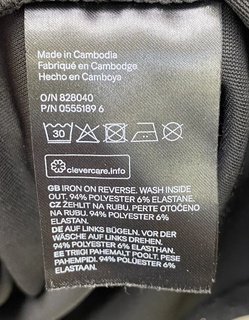 Made in Cambodia
Fabriqué en Cambodge
Hecho en Camboya
O/N 828040
P/N 0555189 6
30
clevercare.info
GB IRON ON REVERSE. WASH INSIDE
OUT. 94% POLYESTER 6% ELASTANE
CZ ŽEHLIT NA RUBU. PERTE OTOČENO
NA RUBU. 94% POLYESTER 6%
ELASTAN
DE AUF LINKS BÜGELN. VOR DER
WÄSCHE AUF LINKS DREHEN.
94% POLYESTER 6% ELASTHAN
EE TRIIGI PAHEMALT POOLT. PESE
PAHEMPIDI. 94% POLÜESTER 6%
ELASTAAN